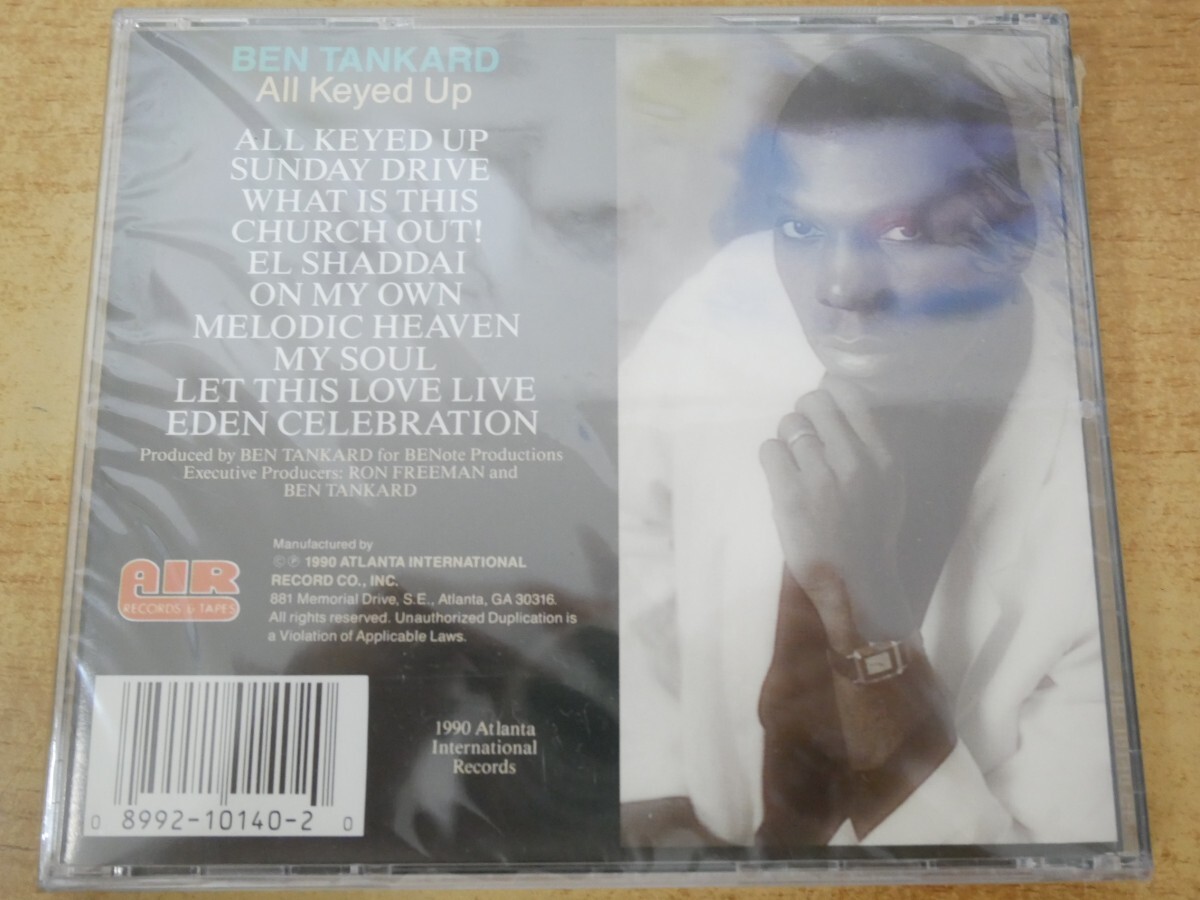 BEN TANKARD
All Keyed Up
ALL KEYED UP
SUNDAY DRIVE
WHAT IS THIS
CHURCH OUT!
EL SHADDAI
ON MY OWN
MELODIC HEAVEN
MY SOUL
LET THIS LOVE LIVE
EDEN CELEBRATION
Produced by BEN TANKARD for BENote Productions
Executive Producers: RON FREEMAN and
BEN TANKARD
AIR
RECORDS & TAPES
Manufactured by
© ℗ 1990 ATLANTA INTERNATIONAL
RECORD CO., INC.
881 Memorial Drive, S.E., Atlanta, GA 30316.
All rights reserved. Unauthorized Duplication is
a Violation of Applicable Laws.
0 8992-10140-2 0
1990 Atlanta
International
Records